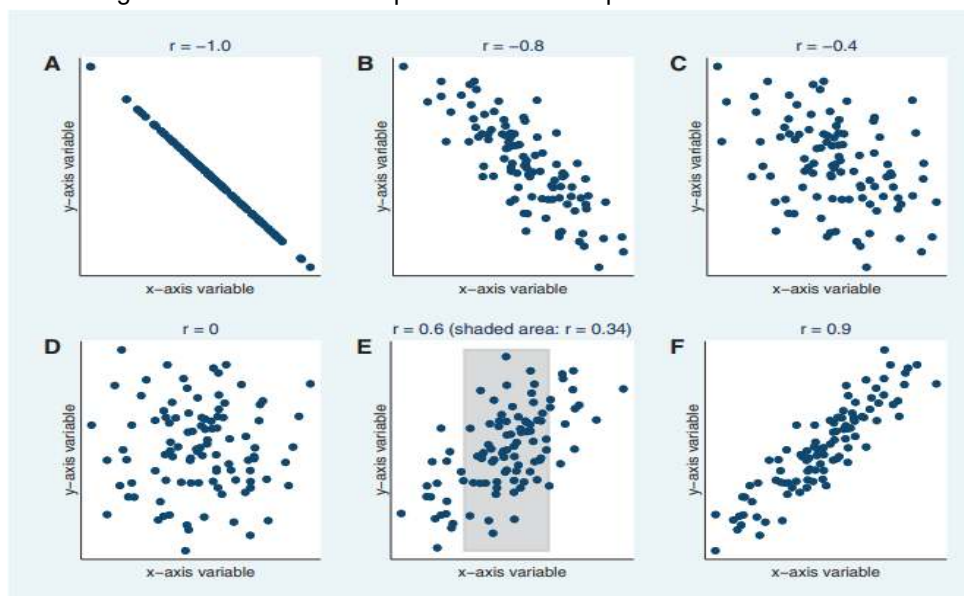 A
r = −1.0
y−axis variable
x−axis variable
B
r = −0.8
y−axis variable
x−axis variable
C
r = −0.4
y−axis variable
x−axis variable
D
r = 0
y−axis variable
x−axis variable
E
r = 0.6 (shaded area: r = 0.34)
y−axis variable
x−axis variable
F
r = 0.9
y−axis variable
x−axis variable